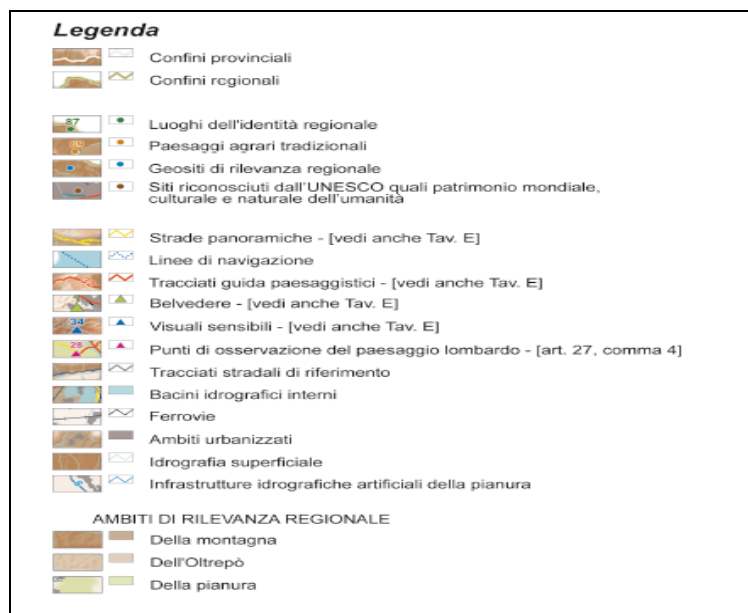 Legenda
Confini provinciali
Confini regionali
87
Luoghi dell'identità regionale
Paesaggi agrari tradizionali
Geositi di rilevanza regionale
Siti riconosciuti dall'UNESCO quali patrimonio mondiale,
culturale e naturale dell'umanità
Strade panoramiche - [vedi anche Tav. E]
Linee di navigazione
Tracciati guida paesaggistici - [vedi anche Tav. E]
Belvedere - [vedi anche Tav. E]
34
Visuali sensibili - [vedi anche Tav. E]
28
Punti di osservazione del paesaggio lombardo - [art. 27, comma 4]
Tracciati stradali di riferimento
Bacini idrografici interni
Ferrovie
Ambiti urbanizzati
Idrografia superficiale
Infrastrutture idrografiche artificiali della pianura
AMBITI DI RILEVANZA REGIONALE
Della montagna
Dell'Oltrepò
Della pianura